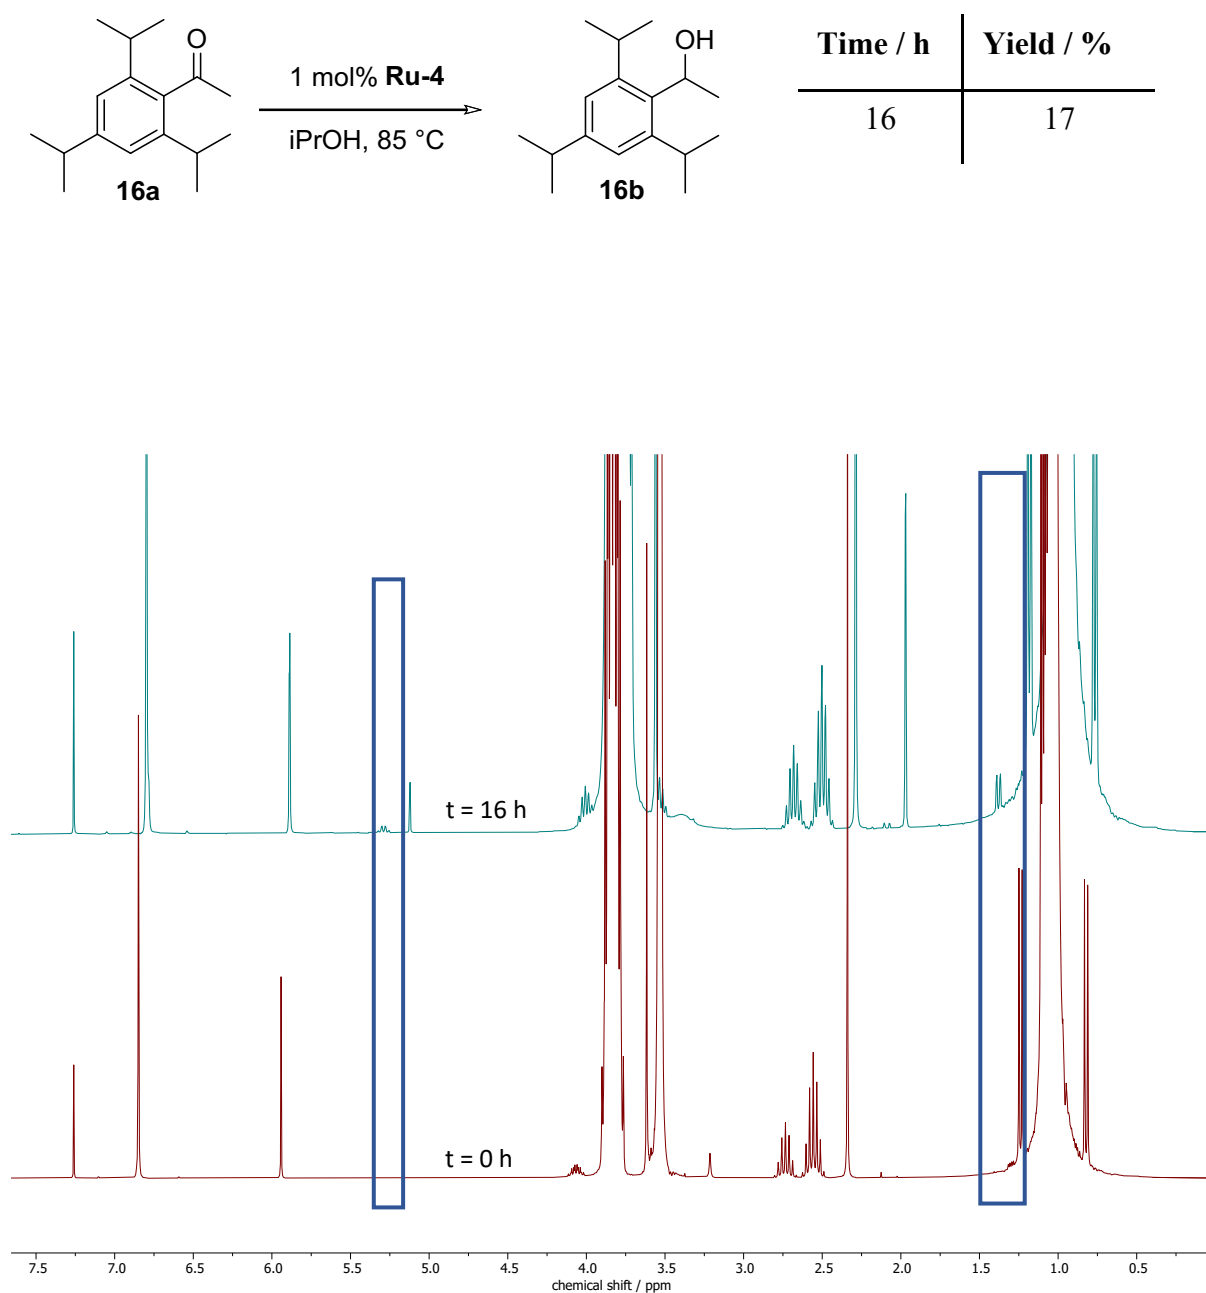 O
1 mol% Ru-4
iPrOH, 85 °C
16a
OH
16b
Time / h Yield / %
16 17
t = 16 h
t = 0 h
7.5 7.0 6.5 6.0 5.5 5.0 4.5 4.0 3.5 3.0 2.5 2.0 1.5 1.0 0.5
chemical shift / ppm